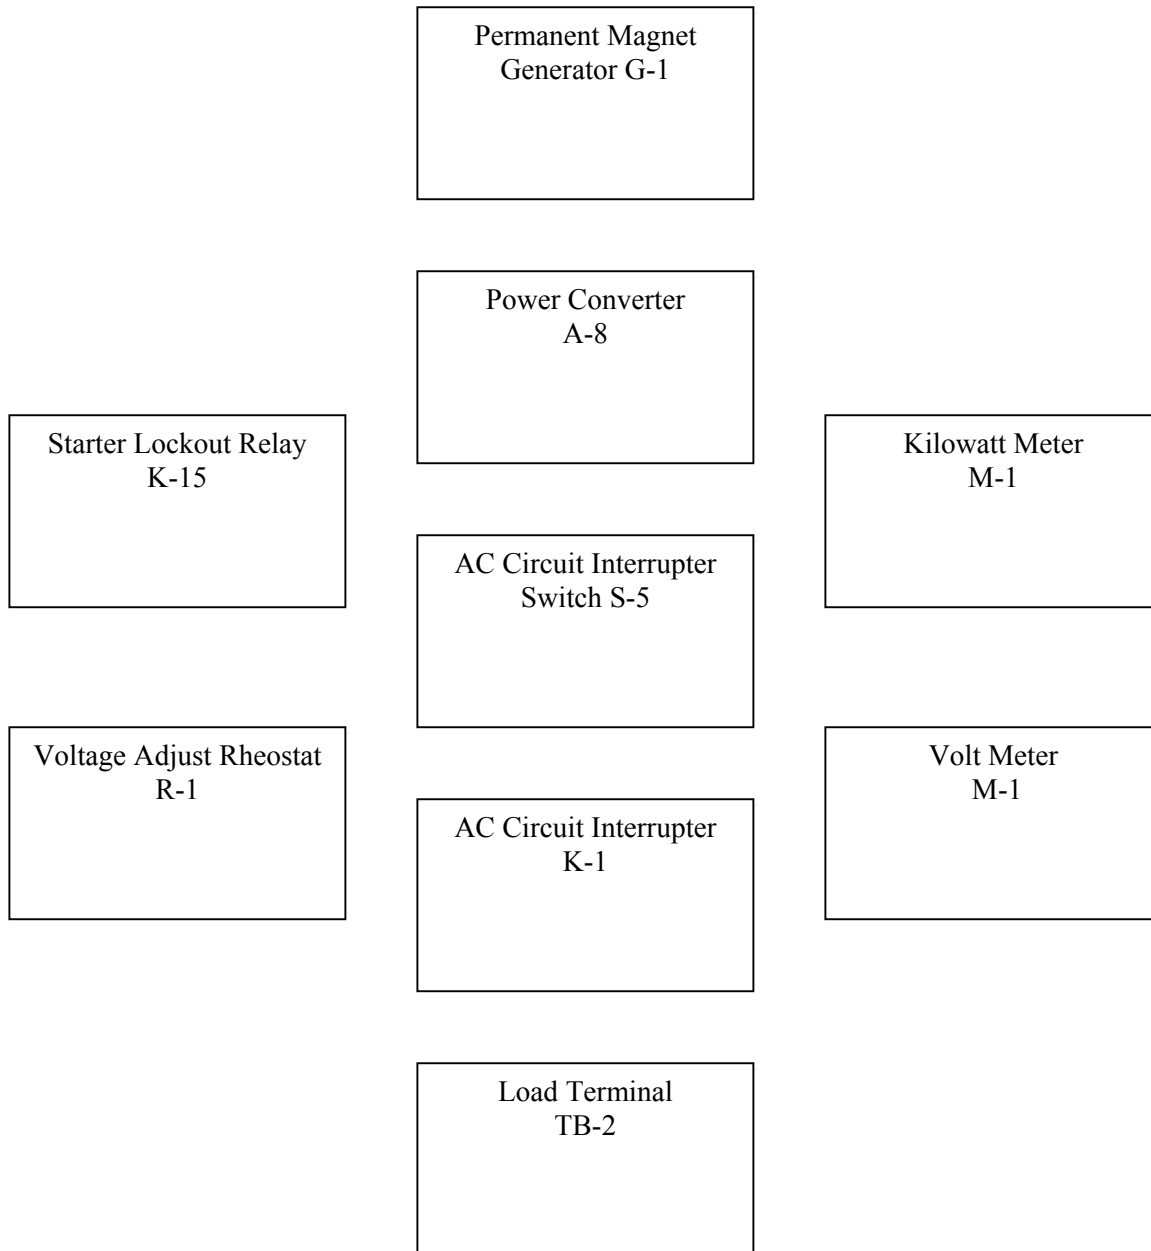 Permanent Magnet
Generator G-1
Power Converter
A-8
Starter Lockout Relay
K-15
Kilowatt Meter
M-1
AC Circuit Interrupter
Switch S-5
Voltage Adjust Rheostat
R-1
Volt Meter
M-1
AC Circuit Interrupter
K-1
Load Terminal
TB-2